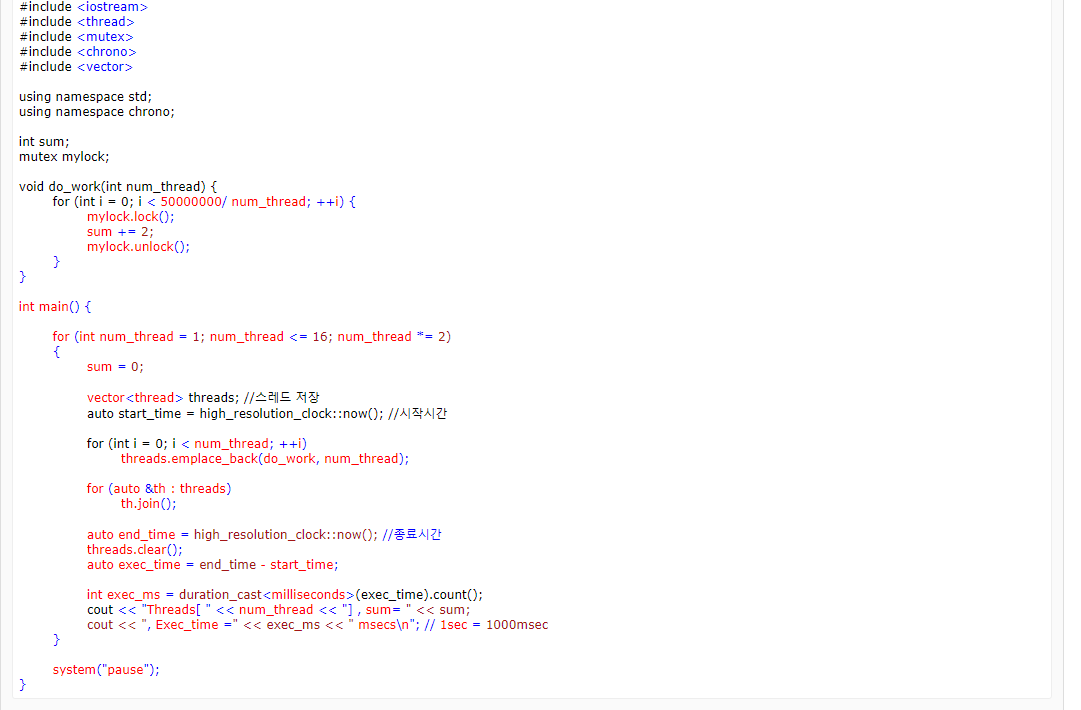 #include <iostream>
#include <thread>
#include <mutex>
#include <chrono>
#include <vector>
using namespace std;
using namespace chrono;
int sum;
mutex mylock;
void do_work(int num_thread) {
for (int i = 0; i < 50000000/ num_thread; ++i) {
mylock.lock();
sum += 2;
mylock.unlock();
}
}
int main() {
for (int num_thread = 1; num_thread <= 16; num_thread *= 2)
{
sum = 0;
vector<thread> threads; //스레드 저장
auto start_time = high_resolution_clock::now(); //시작시간
for (int i = 0; i < num_thread; ++i)
threads.emplace_back(do_work, num_thread);
for (auto &th : threads)
th.join();
auto end_time = high_resolution_clock::now(); //종료시간
threads.clear();
auto exec_time = end_time - start_time;
int exec_ms = duration_cast<milliseconds>(exec_time).count();
cout << "Threads[ " << num_thread << "] , sum= " << sum;
cout << ", Exec_time =" << exec_ms << " msecs\n"; // 1sec = 1000msec
}
system("pause");
}